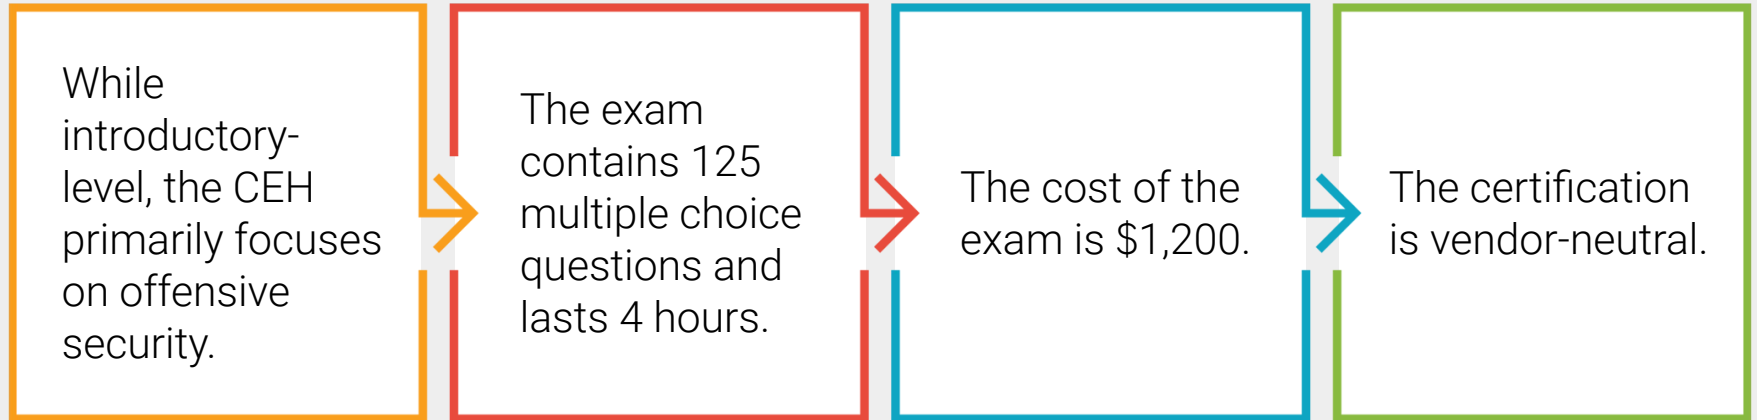 While
introductory-
level, the CEH
primarily focuses
on offensive
security.
The exam
contains 125
multiple choice
questions and
lasts 4 hours.
The cost of the
exam is $1,200.
The certification
is vendor-neutral.